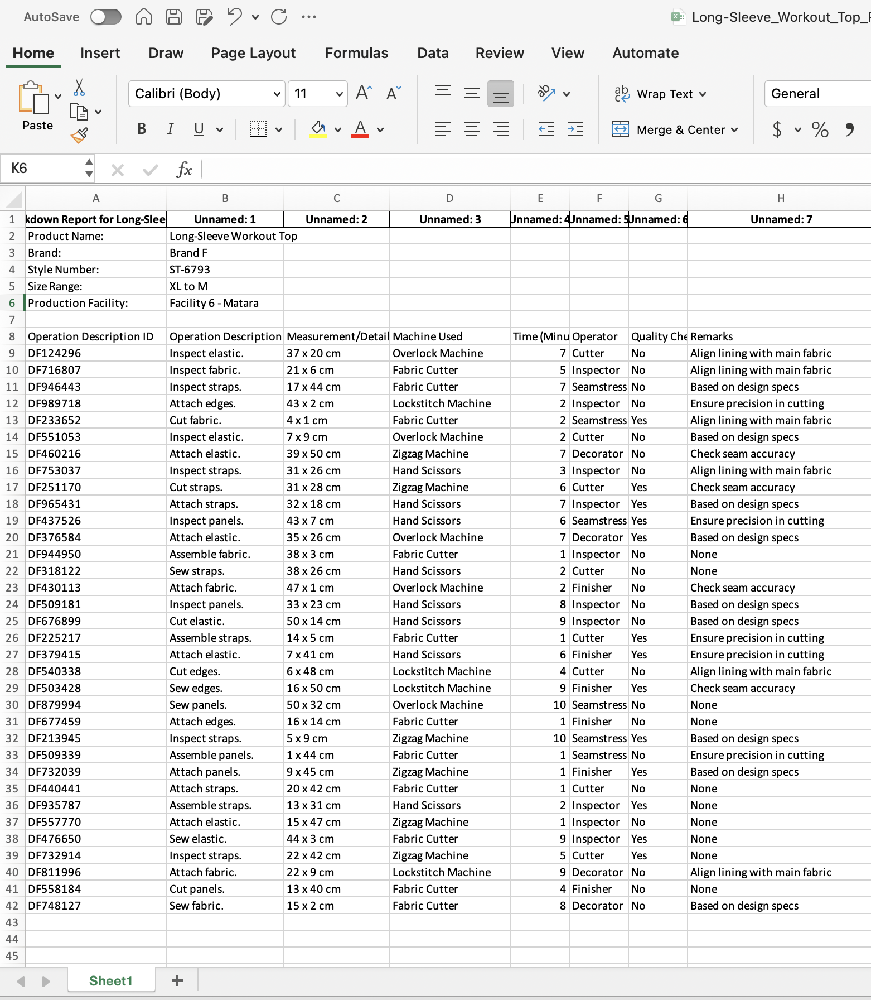 AutoSave Long-Sleeve_Workout_Top_
Home Insert Draw Page Layout Formulas Data Review View Automate
Calibri (Body) 11 A A ab ab Wrap Text General
Paste B I U A Merge & Center $ % ,
K6 fx
A B C D E F G H
1 kdown Report for Long-Slee Unnamed: 1 Unnamed: 2 Unnamed: 3 Unnamed: 4 Unnamed: 5 Unnamed: 6 Unnamed: 7
2 Product Name: Long-Sleeve Workout Top
3 Brand: Brand F
4 Style Number: ST-6793
5 Size Range: XL to M
6 Production Facility: Facility 6 - Matara
7
8 Operation Description ID Operation Description Measurement/Detail Machine Used Time (Minu Operator Quality Che Remarks
9 DF124296 Inspect elastic. 37 x 20 cm Overlock Machine 7 Cutter No Align lining with main fabric
10 DF716807 Inspect fabric. 21 x 6 cm Fabric Cutter 5 Inspector No Align lining with main fabric
11 DF946443 Inspect straps. 17 x 44 cm Fabric Cutter 7 Seamstress No Based on design specs
12 DF989718 Attach edges. 43 x 2 cm Lockstitch Machine 2 Inspector No Ensure precision in cutting
13 DF233652 Cut fabric. 4 x 1 cm Fabric Cutter 2 Seamstress Yes Align lining with main fabric
14 DF551053 Inspect elastic. 7 x 9 cm Overlock Machine 2 Cutter No Based on design specs
15 DF460216 Attach elastic. 39 x 50 cm Zigzag Machine 7 Decorator No Check seam accuracy
16 DF753037 Inspect straps. 31 x 26 cm Hand Scissors 3 Inspector No Align lining with main fabric
17 DF251170 Cut straps. 31 x 28 cm Zigzag Machine 6 Cutter Yes Check seam accuracy
18 DF965431 Attach straps. 32 x 18 cm Hand Scissors 7 Inspector Yes Based on design specs
19 DF437526 Inspect panels. 43 x 7 cm Hand Scissors 6 Seamstress Yes Ensure precision in cutting
20 DF376584 Attach elastic. 35 x 26 cm Overlock Machine 7 Decorator Yes Based on design specs
21 DF944950 Assemble fabric. 38 x 3 cm Fabric Cutter 1 Inspector No None
22 DF318122 Sew straps. 38 x 26 cm Hand Scissors 2 Cutter No None
23 DF430113 Attach fabric. 47 x 1 cm Overlock Machine 2 Finisher No Check seam accuracy
24 DF509181 Inspect panels. 33 x 23 cm Hand Scissors 8 Inspector No Based on design specs
25 DF676899 Cut elastic. 50 x 14 cm Hand Scissors 9 Inspector No Based on design specs
26 DF225217 Assemble straps. 14 x 5 cm Fabric Cutter 1 Cutter Yes Ensure precision in cutting
27 DF379415 Attach elastic. 7 x 41 cm Hand Scissors 6 Finisher Yes Ensure precision in cutting
28 DF540338 Cut edges. 6 x 48 cm Lockstitch Machine 4 Cutter No Align lining with main fabric
29 DF503428 Sew edges. 16 x 50 cm Lockstitch Machine 9 Finisher Yes Check seam accuracy
30 DF879994 Sew panels. 50 x 32 cm Overlock Machine 10 Seamstress No None
31 DF677459 Attach edges. 16 x 14 cm Fabric Cutter 1 Finisher No None
32 DF213945 Inspect straps. 5 x 9 cm Zigzag Machine 10 Seamstress Yes Based on design specs
33 DF509339 Assemble panels. 1 x 44 cm Fabric Cutter 1 Seamstress No Ensure precision in cutting
34 DF732039 Attach panels. 9 x 45 cm Zigzag Machine 1 Finisher Yes Based on design specs
35 DF440441 Attach straps. 20 x 42 cm Fabric Cutter 1 Cutter No None
36 DF935787 Assemble straps. 13 x 31 cm Hand Scissors 2 Inspector Yes None
37 DF557770 Attach elastic. 15 x 47 cm Zigzag Machine 1 Inspector No None
38 DF476650 Sew elastic. 44 x 3 cm Fabric Cutter 9 Inspector Yes None
39 DF732914 Inspect straps. 22 x 42 cm Zigzag Machine 5 Cutter Yes None
40 DF811996 Attach fabric. 22 x 9 cm Lockstitch Machine 9 Decorator No Align lining with main fabric
41 DF558184 Cut panels. 13 x 40 cm Fabric Cutter 4 Finisher No None
42 DF748127 Sew fabric. 15 x 2 cm Fabric Cutter 8 Decorator No Based on design specs
43
44
45
Sheet1 +